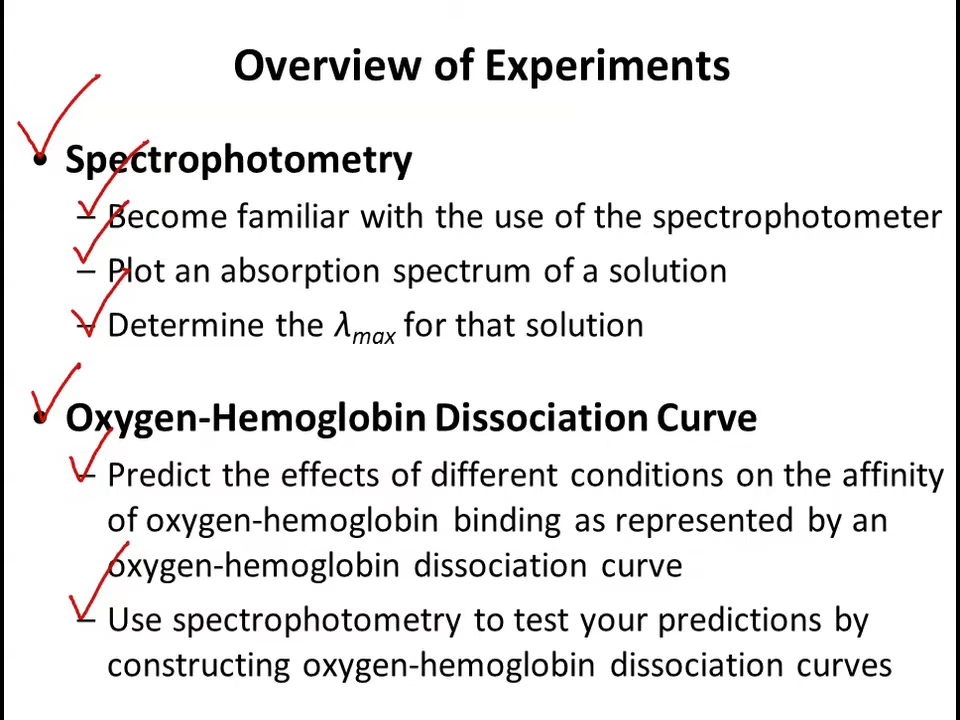 Overview of Experiments
• Spectrophotometry
– Become familiar with the use of the spectrophotometer
– Plot an absorption spectrum of a solution
– Determine the λmax for that solution
• Oxygen-Hemoglobin Dissociation Curve
– Predict the effects of different conditions on the affinity
of oxygen-hemoglobin binding as represented by an
oxygen-hemoglobin dissociation curve
– Use spectrophotometry to test your predictions by
constructing oxygen-hemoglobin dissociation curves